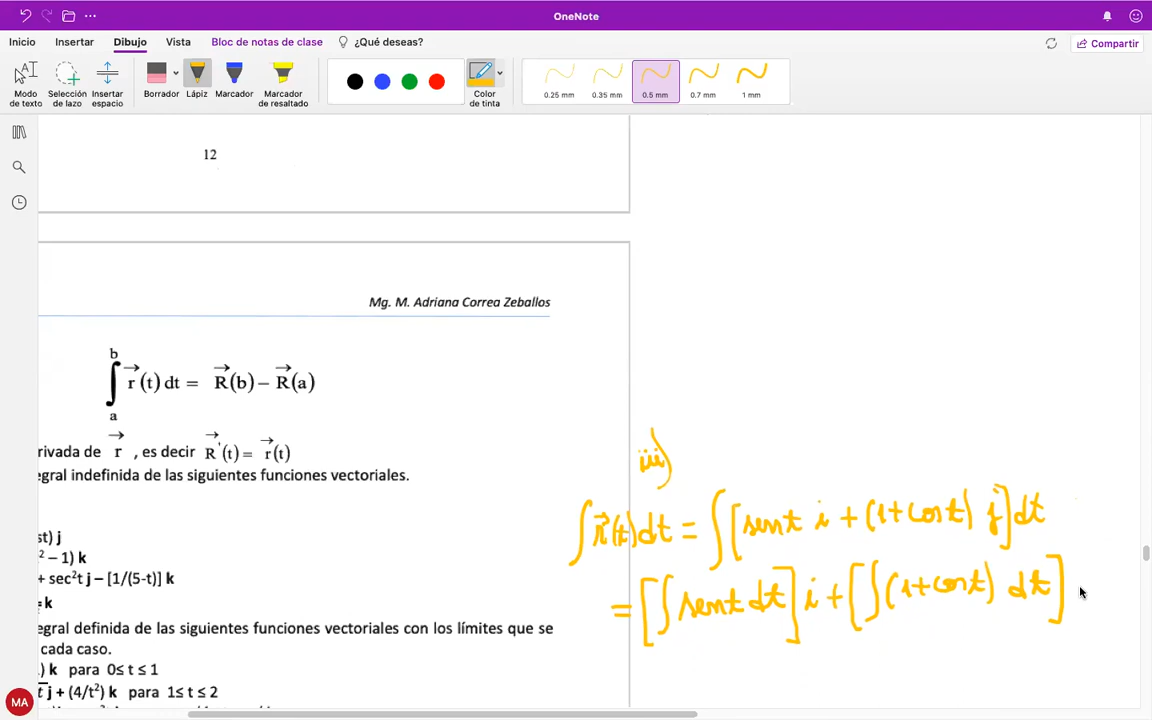 OneNote
Inicio Insertar Dibujo Vista Bloc de notas de clase ¿Qué deseas? Compartir
Modo de texto
Selección de lazo
Insertar espacio
Borrador
Lápiz
Marcador
Marcador de resaltado
Color de tinta
0.25 mm 0.35 mm 0.5 mm 0.7 mm 1 mm
12
Mg. M. Adriana Correa Zeballos
∫ₐᵇ r⃗(t) dt = R⃗(b) – R⃗(a)
rivada de r⃗ , es decir R⃗'(t) = r⃗(t)
egral indefinida de las siguientes funciones vectoriales.
iii)
∫ r⃗(t) dt = ∫ [sent i + (1+cost) j] dt
st) j
² – 1) k
+ sec²t j – [1/(5-t)] k
= [∫ sent dt] i + [∫ (1+cost) dt]
k
egral definida de las siguientes funciones vectoriales con los límites que se
cada caso.
) k para 0≤ t ≤ 1
t j + (4/t²) k para 1≤ t ≤ 2
MA